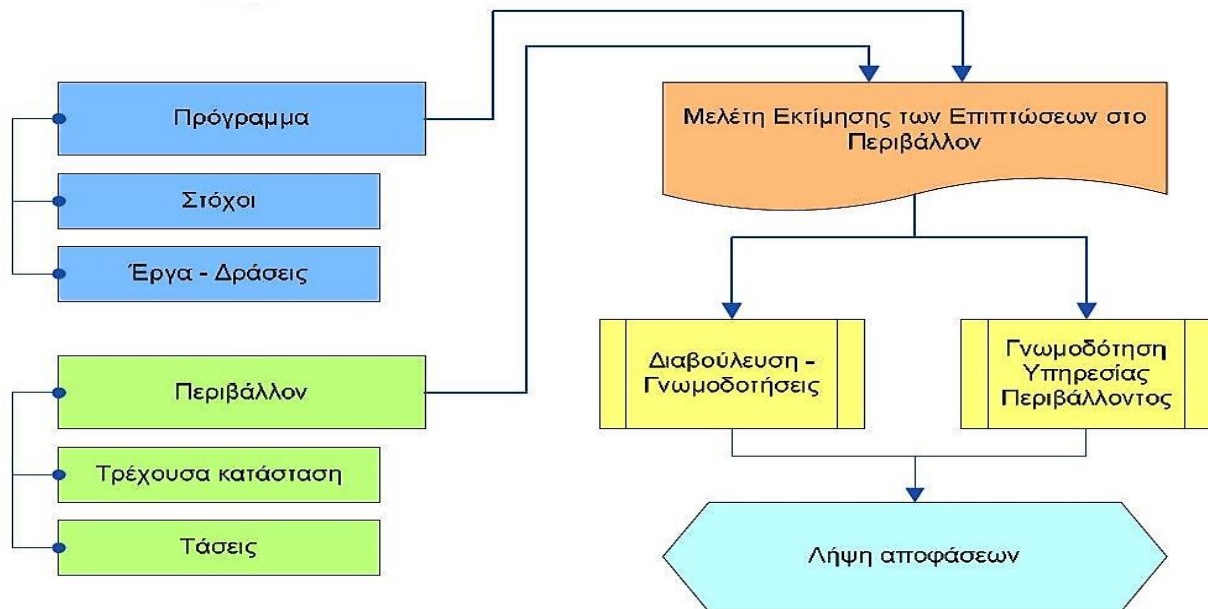 Πρόγραμμα
Στόχοι
Έργα - Δράσεις
Περιβάλλον
Τρέχουσα κατάσταση
Τάσεις
Μελέτη Εκτίμησης των Επιπτώσεων στο
Περιβάλλον
Διαβούλευση -
Γνωμοδοτήσεις
Γνωμοδότηση
Υπηρεσίας
Περιβάλλοντος
Λήψη αποφάσεων